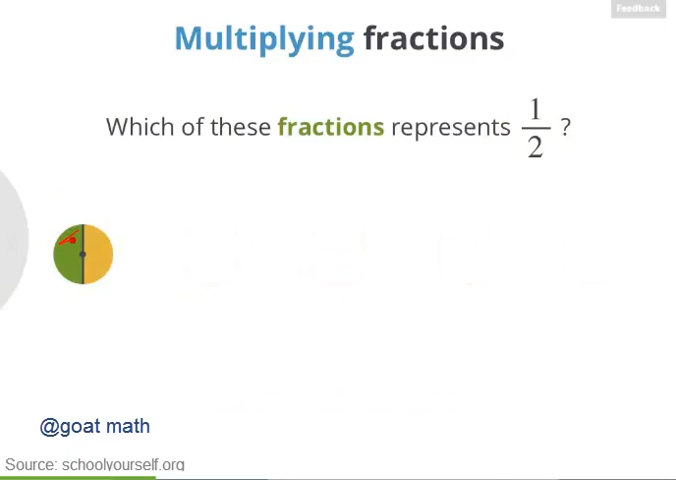 Feedback
Multiplying fractions
Which of these fractions represents 1/2 ?
@goat math
Source: schoolyourself.org